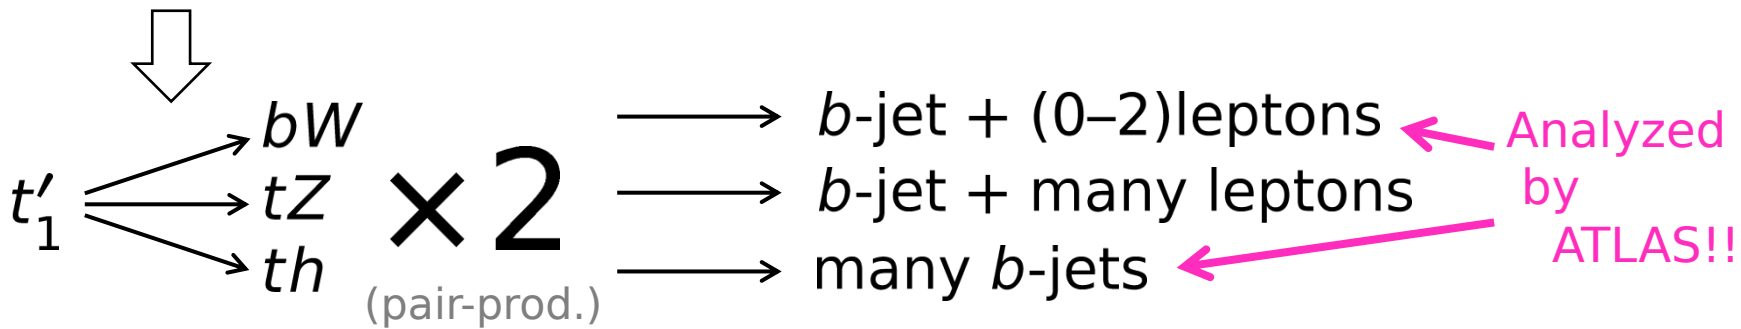 t′₁
bW
tZ
th
×2
(pair-prod.)
b-jet + (0–2)leptons
b-jet + many leptons
many b-jets
Analyzed
by
ATLAS!!